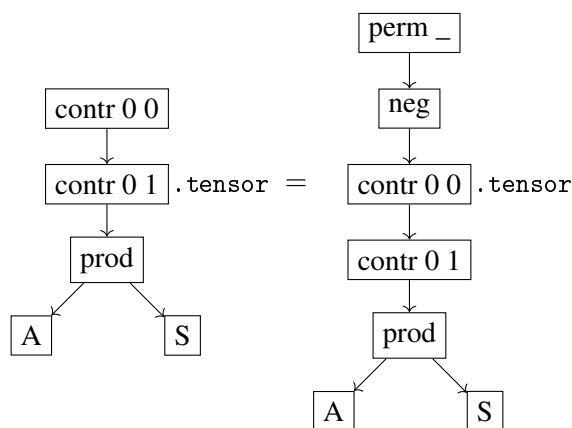 perm _
neg
contr 0 0
contr 0 1 .tensor = contr 0 0 .tensor
prod
contr 0 1
A S
prod
A S